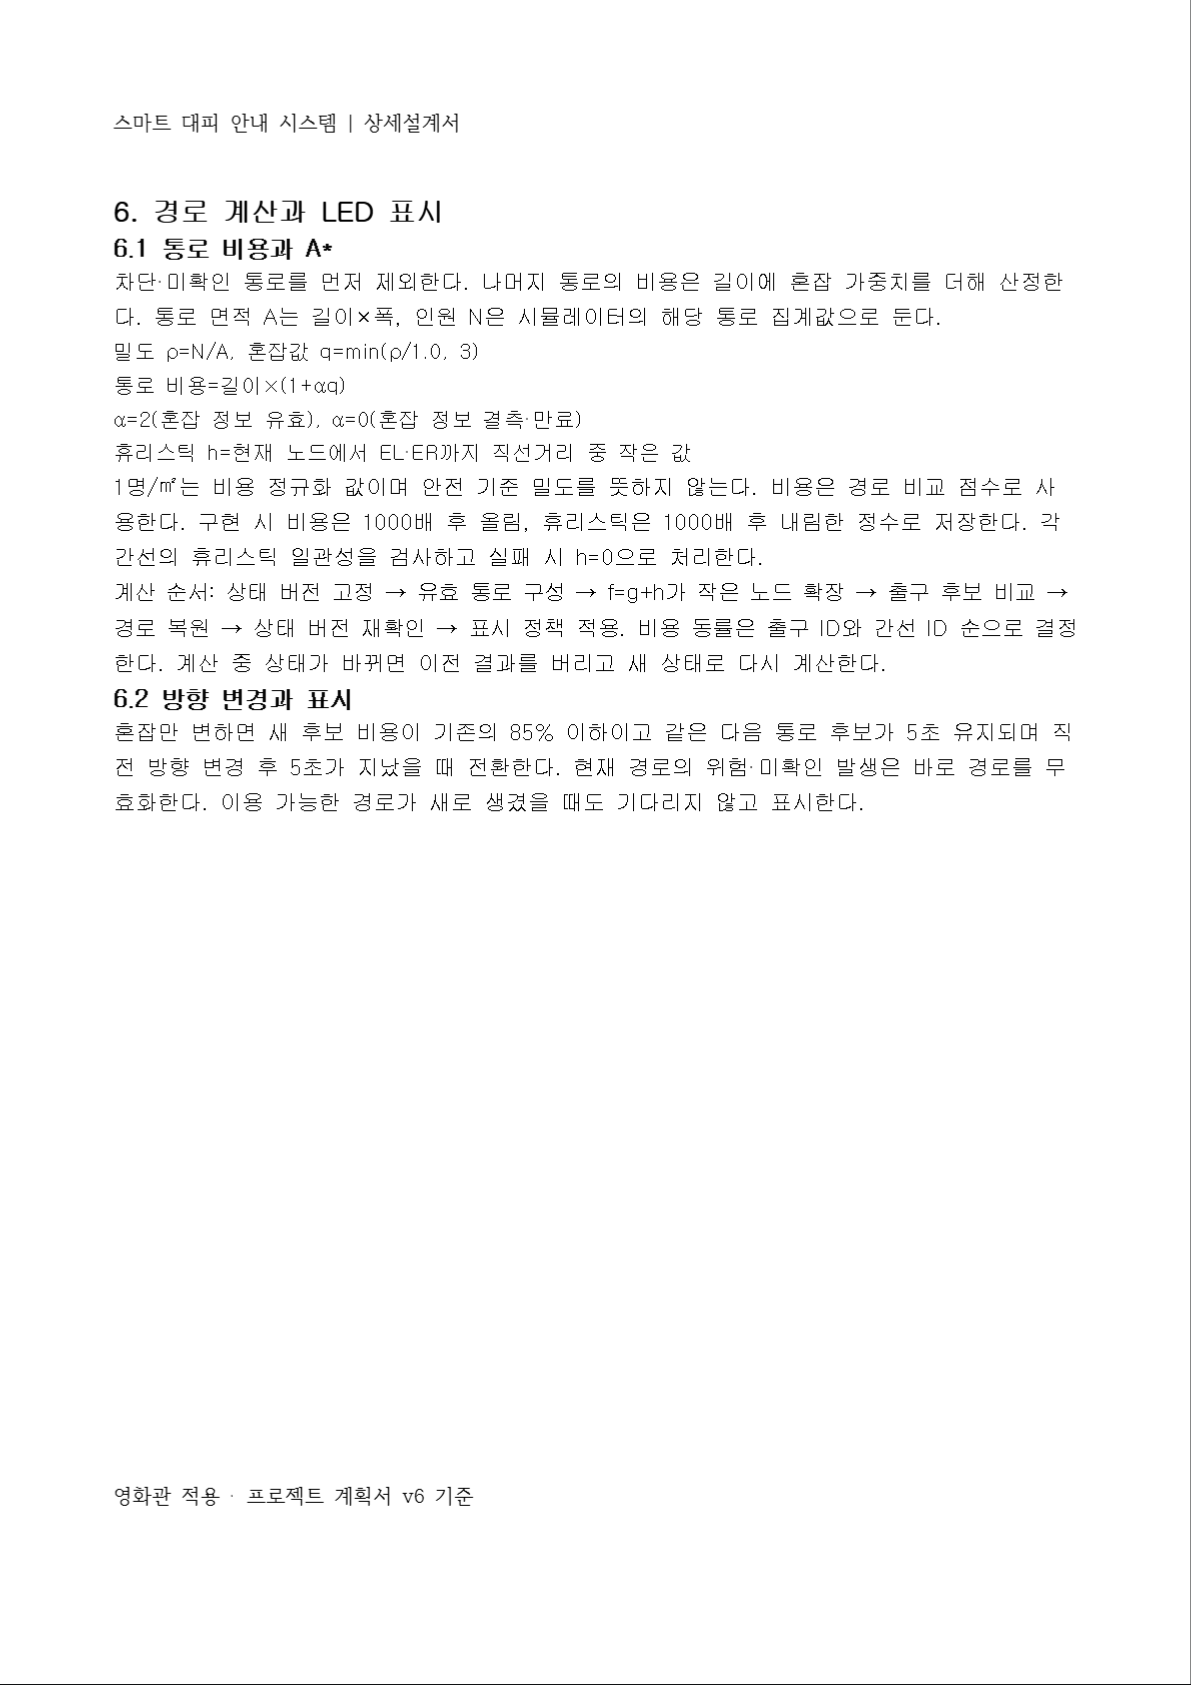 스마트 대피 안내 시스템 | 상세설계서
6. 경로 계산과 LED 표시
6.1 통로 비용과 A*
차단·미확인 통로를 먼저 제외한다. 나머지 통로의 비용은 길이에 혼잡 가중치를 더해 산정한
다. 통로 면적 A는 길이×폭, 인원 N은 시뮬레이터의 해당 통로 집계값으로 둔다.
밀도 ρ=N/A, 혼잡값 q=min(ρ/1.0, 3)
통로 비용=길이×(1+αq)
α=2(혼잡 정보 유효), α=0(혼잡 정보 결측·만료)
휴리스틱 h=현재 노드에서 EL·ER까지 직선거리 중 작은 값
1명/㎡는 비용 정규화 값이며 안전 기준 밀도를 뜻하지 않는다. 비용은 경로 비교 점수로 사
용한다. 구현 시 비용은 1000배 후 올림, 휴리스틱은 1000배 후 내림한 정수로 저장한다. 각
간선의 휴리스틱 일관성을 검사하고 실패 시 h=0으로 처리한다.
계산 순서: 상태 버전 고정 → 유효 통로 구성 → f=g+h가 작은 노드 확장 → 출구 후보 비교 →
경로 복원 → 상태 버전 재확인 → 표시 정책 적용. 비용 동률은 출구 ID와 간선 ID 순으로 결정
한다. 계산 중 상태가 바뀌면 이전 결과를 버리고 새 상태로 다시 계산한다.
6.2 방향 변경과 표시
혼잡만 변하면 새 후보 비용이 기존의 85% 이하이고 같은 다음 통로 후보가 5초 유지되며 직
전 방향 변경 후 5초가 지났을 때 전환한다. 현재 경로의 위험·미확인 발생은 바로 경로를 무
효화한다. 이용 가능한 경로가 새로 생겼을 때도 기다리지 않고 표시한다.
영화관 적용 · 프로젝트 계획서 v6 기준